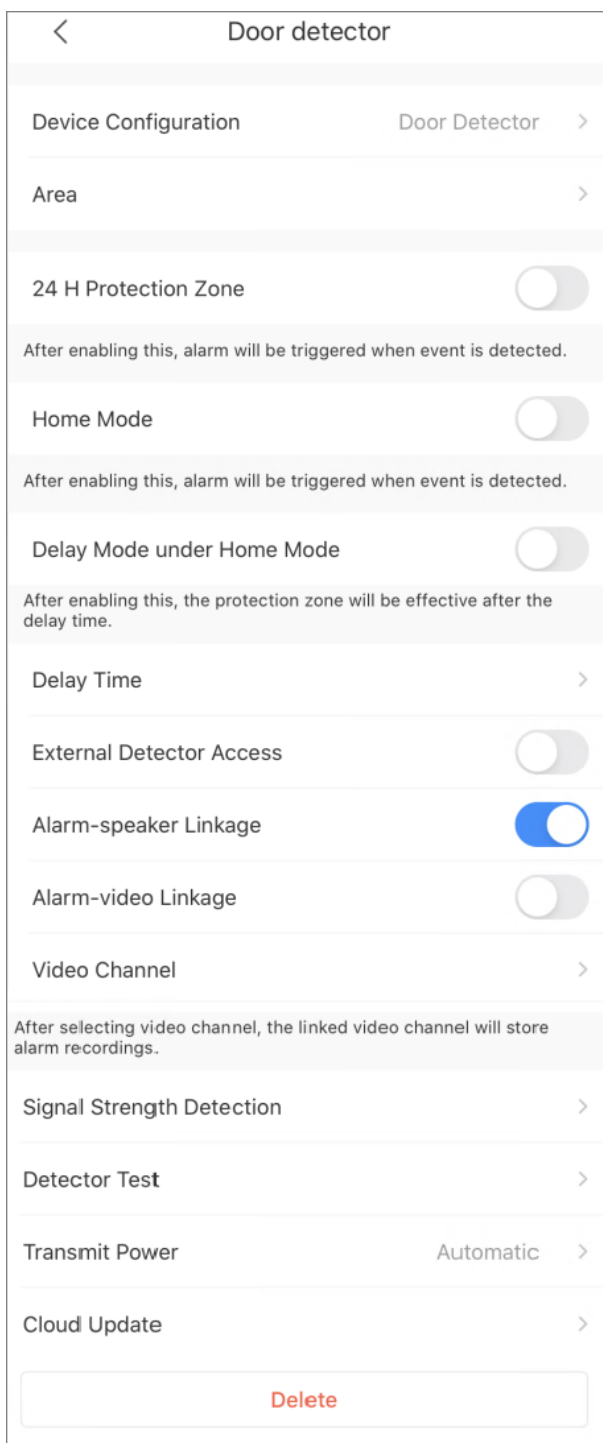 Door detector
Device Configuration Door Detector
Area
24 H Protection Zone
After enabling this, alarm will be triggered when event is detected.
Home Mode
After enabling this, alarm will be triggered when event is detected.
Delay Mode under Home Mode
After enabling this, the protection zone will be effective after the
delay time.
Delay Time
External Detector Access
Alarm-speaker Linkage
Alarm-video Linkage
Video Channel
After selecting video channel, the linked video channel will store
alarm recordings.
Signal Strength Detection
Detector Test
Transmit Power Automatic
Cloud Update
Delete